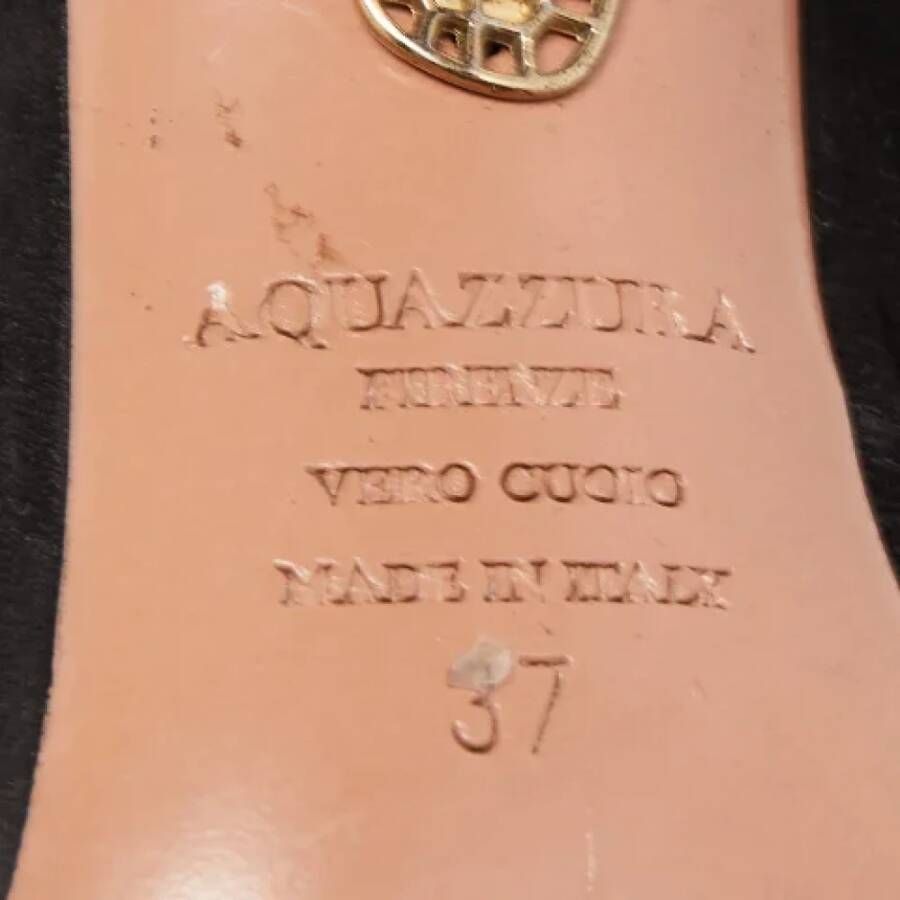 AQUAZZURA
FIRENZE
VERO CUOIO
MADE IN ITALY
37